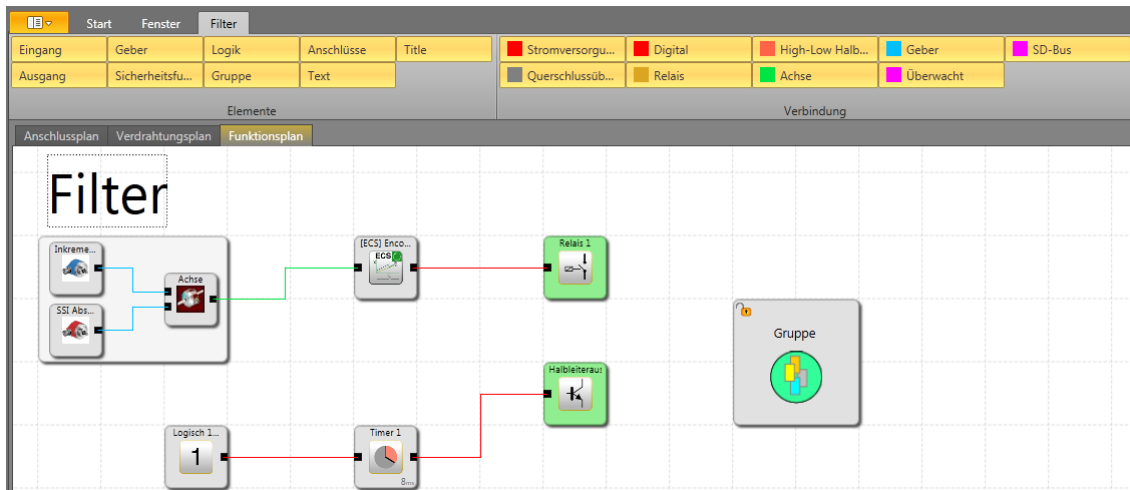 Start Fenster Filter
Eingang Geber Logik Anschlüsse Title Stromversorgu... Digital High-Low Halb... Geber SD-Bus
Ausgang Sicherheitsfu... Gruppe Text Querschlussüb... Relais Achse Überwacht
Elemente Verbindung
Anschlussplan Verdrahtungsplan Funktionsplan
Filter
Inkreme... [ECS] Enco... Relais 1
ECS
Achse
SSI Abs...
Gruppe
Halbleiteraus
Logisch 1... Timer 1
1
8ms